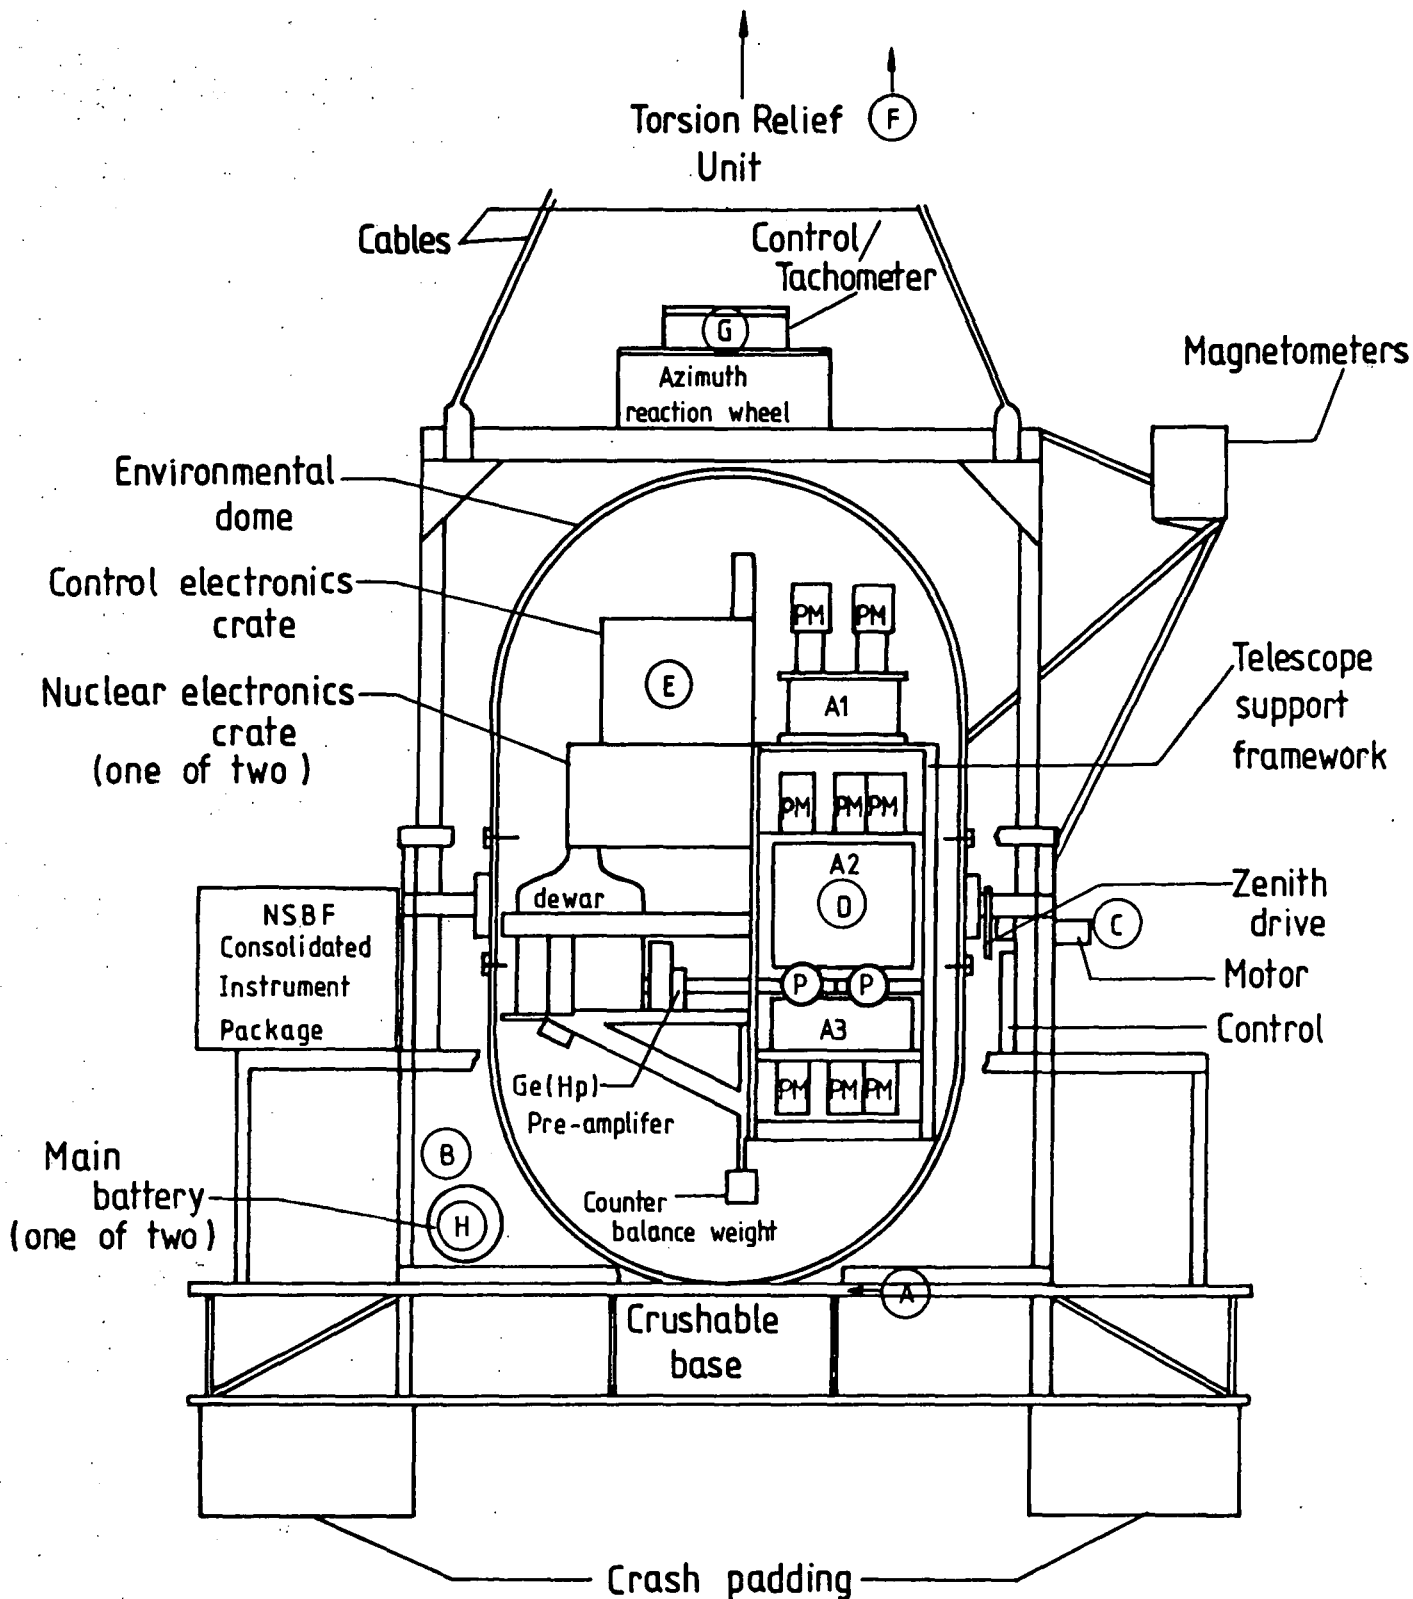 Torsion Relief
Unit
F
Cables
Control
Tachometer
G
Azimuth
reaction wheel
Magnetometers
Environmental
dome
Control electronics
crate
Nuclear electronics
crate
(one of two)
E
PM PM
A1
Telescope
support
framework
PM PM PM
A2
D
dewar
NSBF
Consolidated
Instrument
Package
Zenith
drive
C
Motor
Control
P P
A3
Ge(Hp)
Pre-amplifer
PM PM PM
B
Main
battery
(one of two)
H
Counter
balance weight
A
Crushable
base
Crash padding